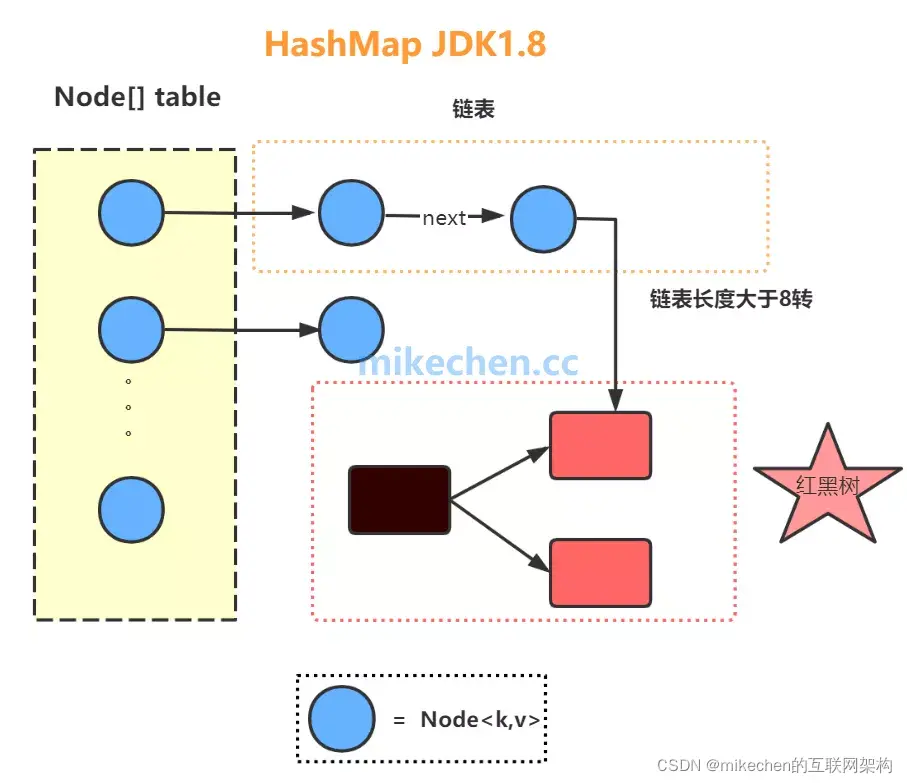 HashMap JDK1.8
Node[] table
链表
next
链表长度大于8转
mikechen.cc
红黑树
= Node<k,v>
CSDN @mikechen的互联网架构